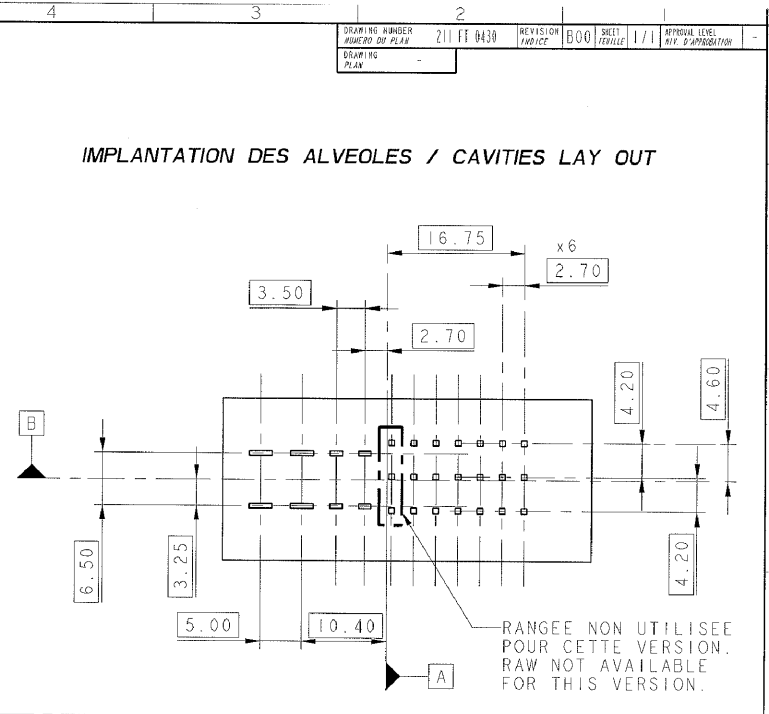 4 3 2
DRAWING NUMBER 211 FT 0430 REVISION B00 SHEET 1/1 APPROVAL LEVEL -
NUMERO DU PLAN INDICE FEUILLE NIV. D'APPROBATION
DRAWING -
PLAN
IMPLANTATION DES ALVEOLES / CAVITIES LAY OUT
16.75
x6
2.70
3.50
2.70
4.20
4.60
B
6.50
3.25
4.20
5.00
10.40
A
RANGEE NON UTILISEE
POUR CETTE VERSION.
RAW NOT AVAILABLE
FOR THIS VERSION.